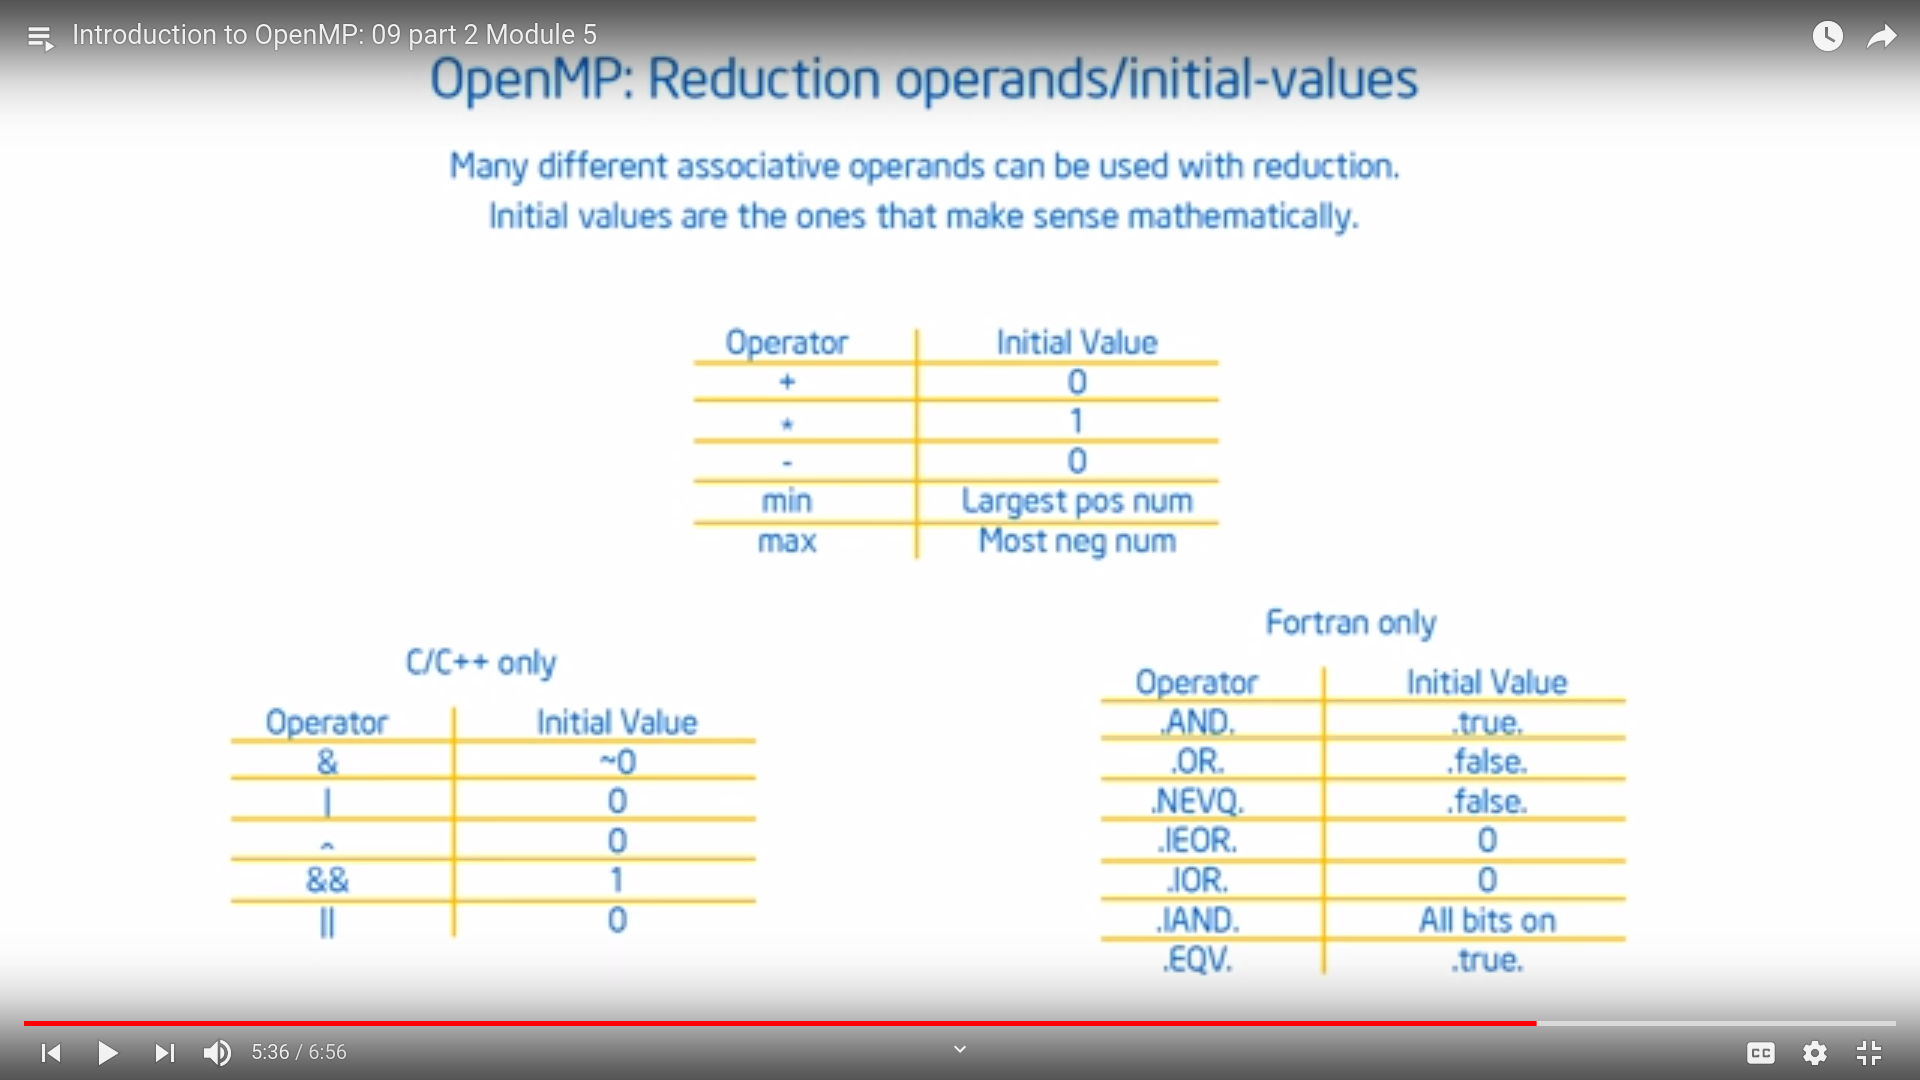 Introduction to OpenMP: 09 part 2 Module 5
OpenMP: Reduction operands/initial-values
Many different associative operands can be used with reduction.
Initial values are the ones that make sense mathematically.
Operator Initial Value
+ 0
* 1
- 0
min Largest pos num
max Most neg num
C/C++ only
Operator Initial Value
& ~0
| 0
^ 0
&& 1
|| 0
Fortran only
Operator Initial Value
.AND. .true.
.OR. .false.
.NEVQ. .false.
.IEOR. 0
.IOR. 0
.IAND. All bits on
.EQV. .true.
5:36 / 6:56
CC